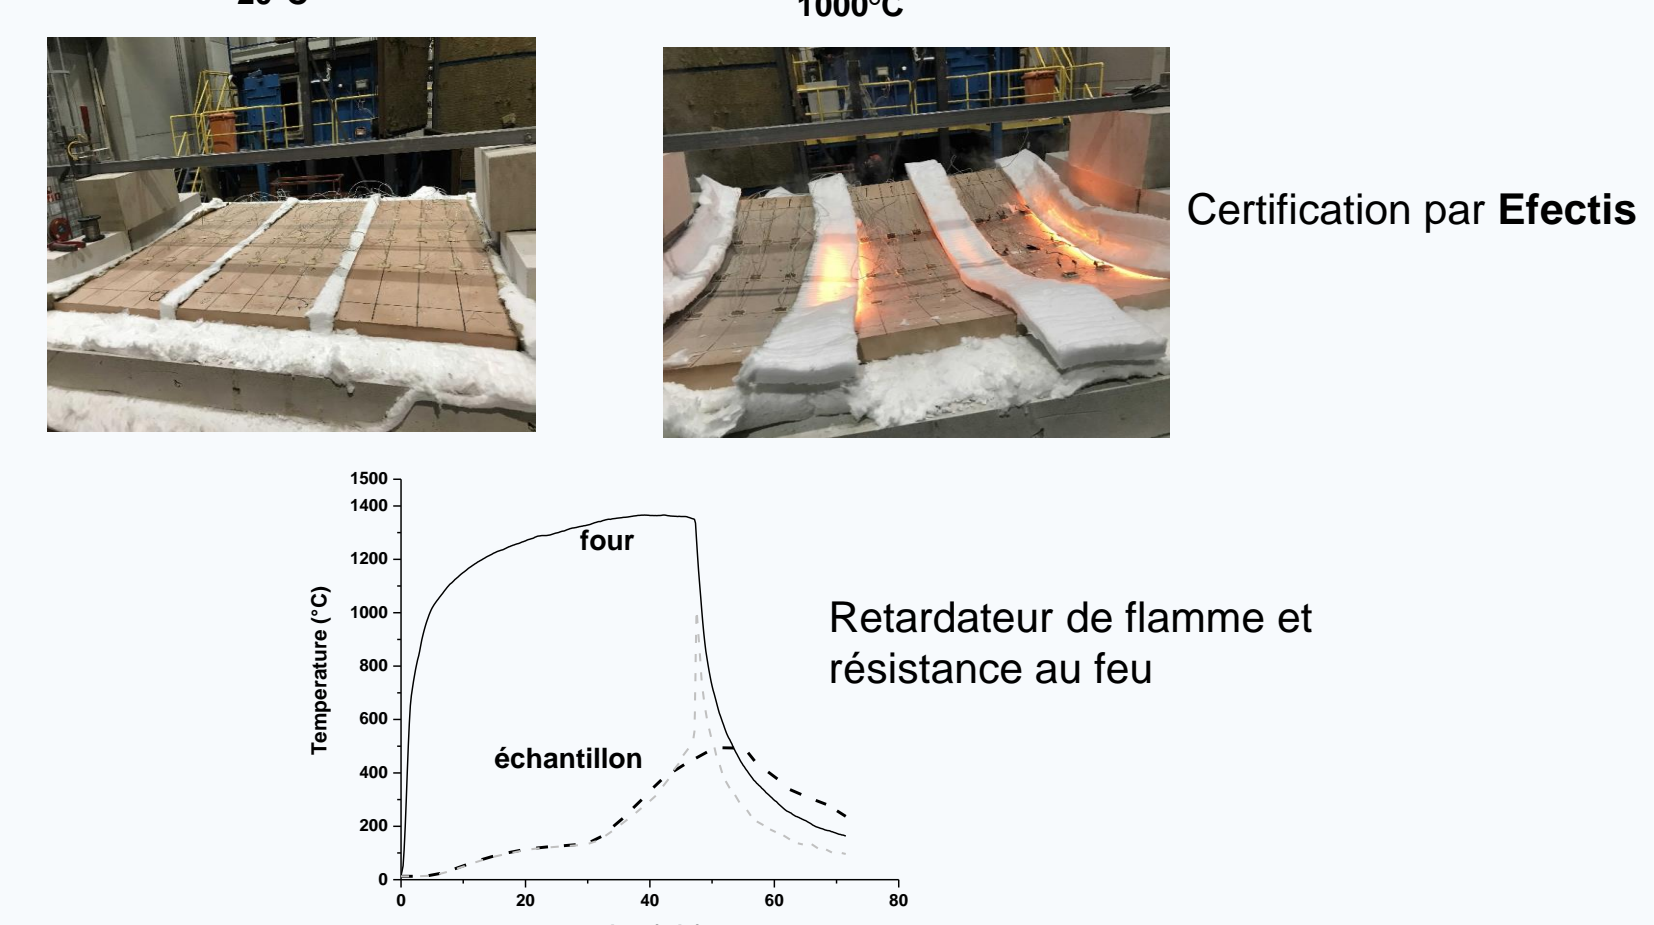 1000°C
Certification par Efectis
1500
1400
1200
1000
800
600
400
200
0
Temperature (°C)
four
échantillon
0
20
40
60
80
Retardateur de flamme et
résistance au feu